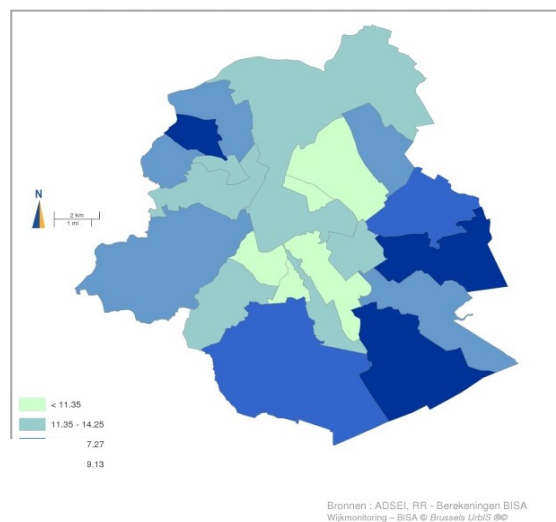 N
2 km
1 mi
< 11.35
11.35 - 14.25
7.27
9.13
Bronnen : ADSEI, RR - Berekeningen BISA
Wijkmonitoring – BISA © Brussels UrbIS ®©